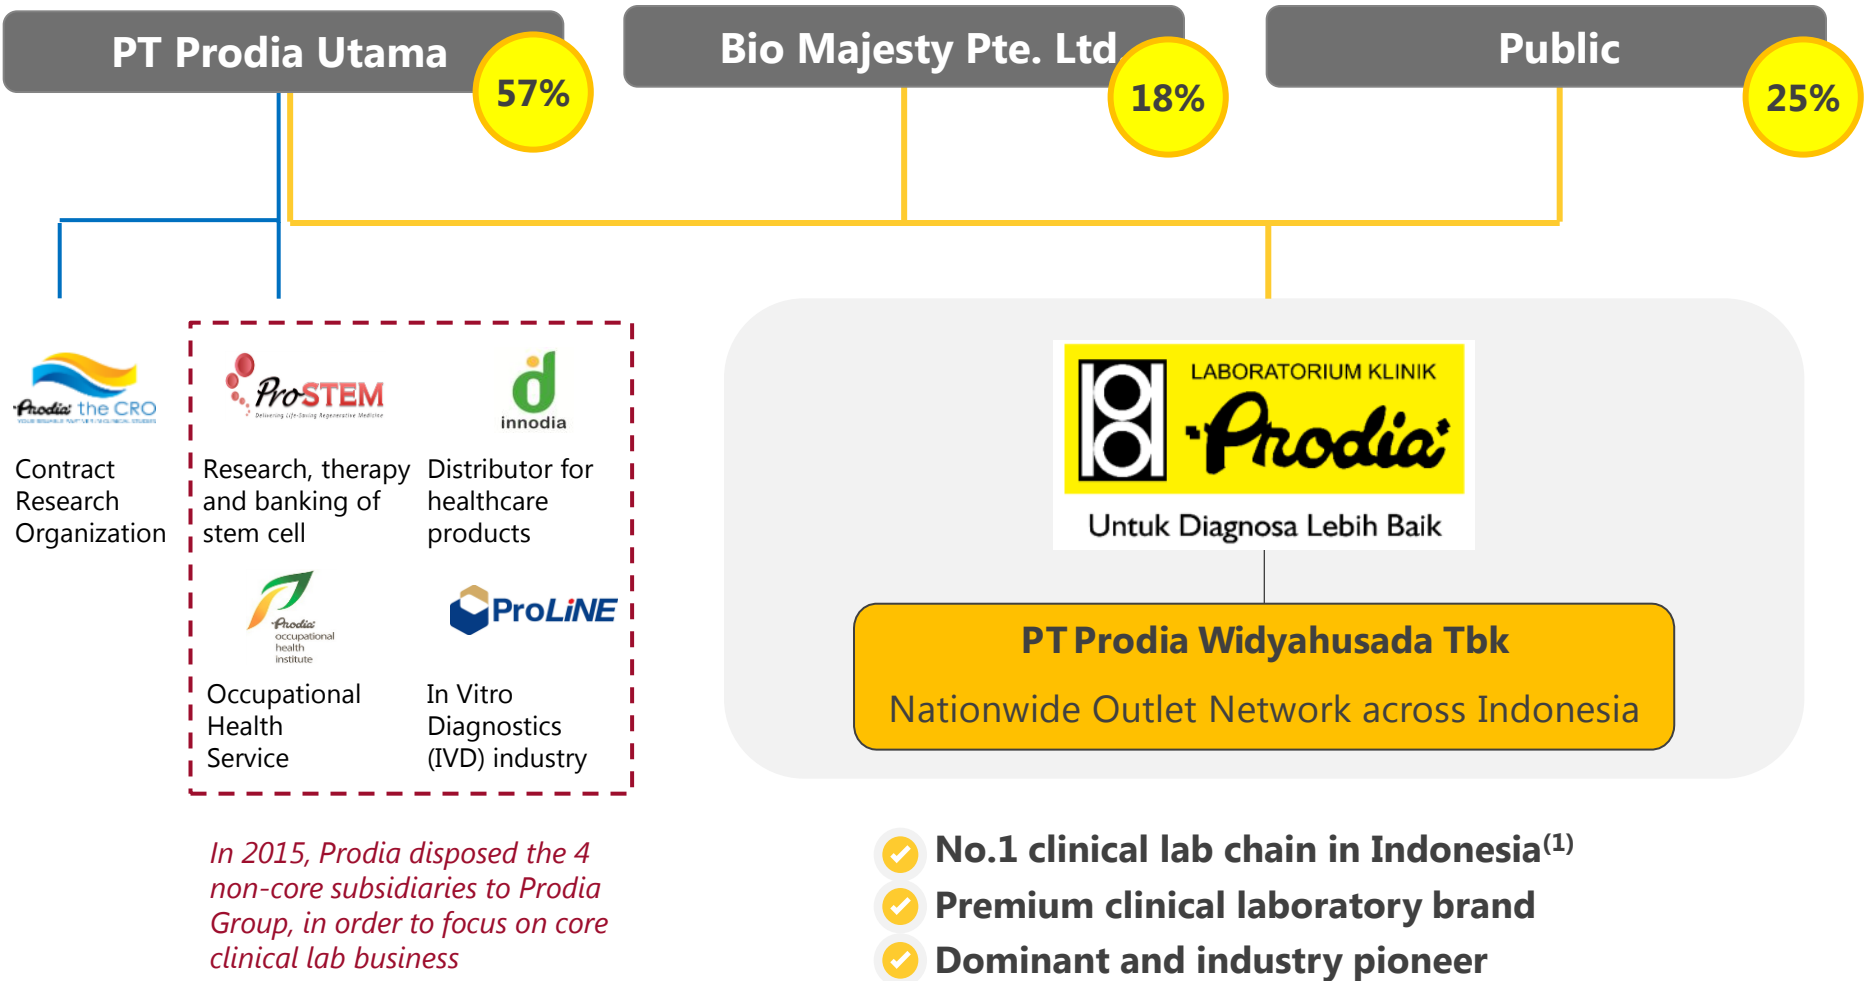 PT Prodia Utama
57%
Bio Majesty Pte. Ltd.
18%
Public
25%
Prodia the CRO
Contract
Research
Organization
ProSTEM
Delivering Life-Saving Regenerative Medicine
Research, therapy
and banking of
stem cell
innodia
Distributor for
healthcare
products
Prodia
occupational
health
institute
Occupational
Health
Service
ProLiNE
In Vitro
Diagnostics
(IVD) industry
In 2015, Prodia disposed the 4
non-core subsidiaries to Prodia
Group, in order to focus on core
clinical lab business
LABORATORIUM KLINIK
Prodia
Untuk Diagnosa Lebih Baik
PT Prodia Widyahusada Tbk
Nationwide Outlet Network across Indonesia
No.1 clinical lab chain in Indonesia(1)
Premium clinical laboratory brand
Dominant and industry pioneer